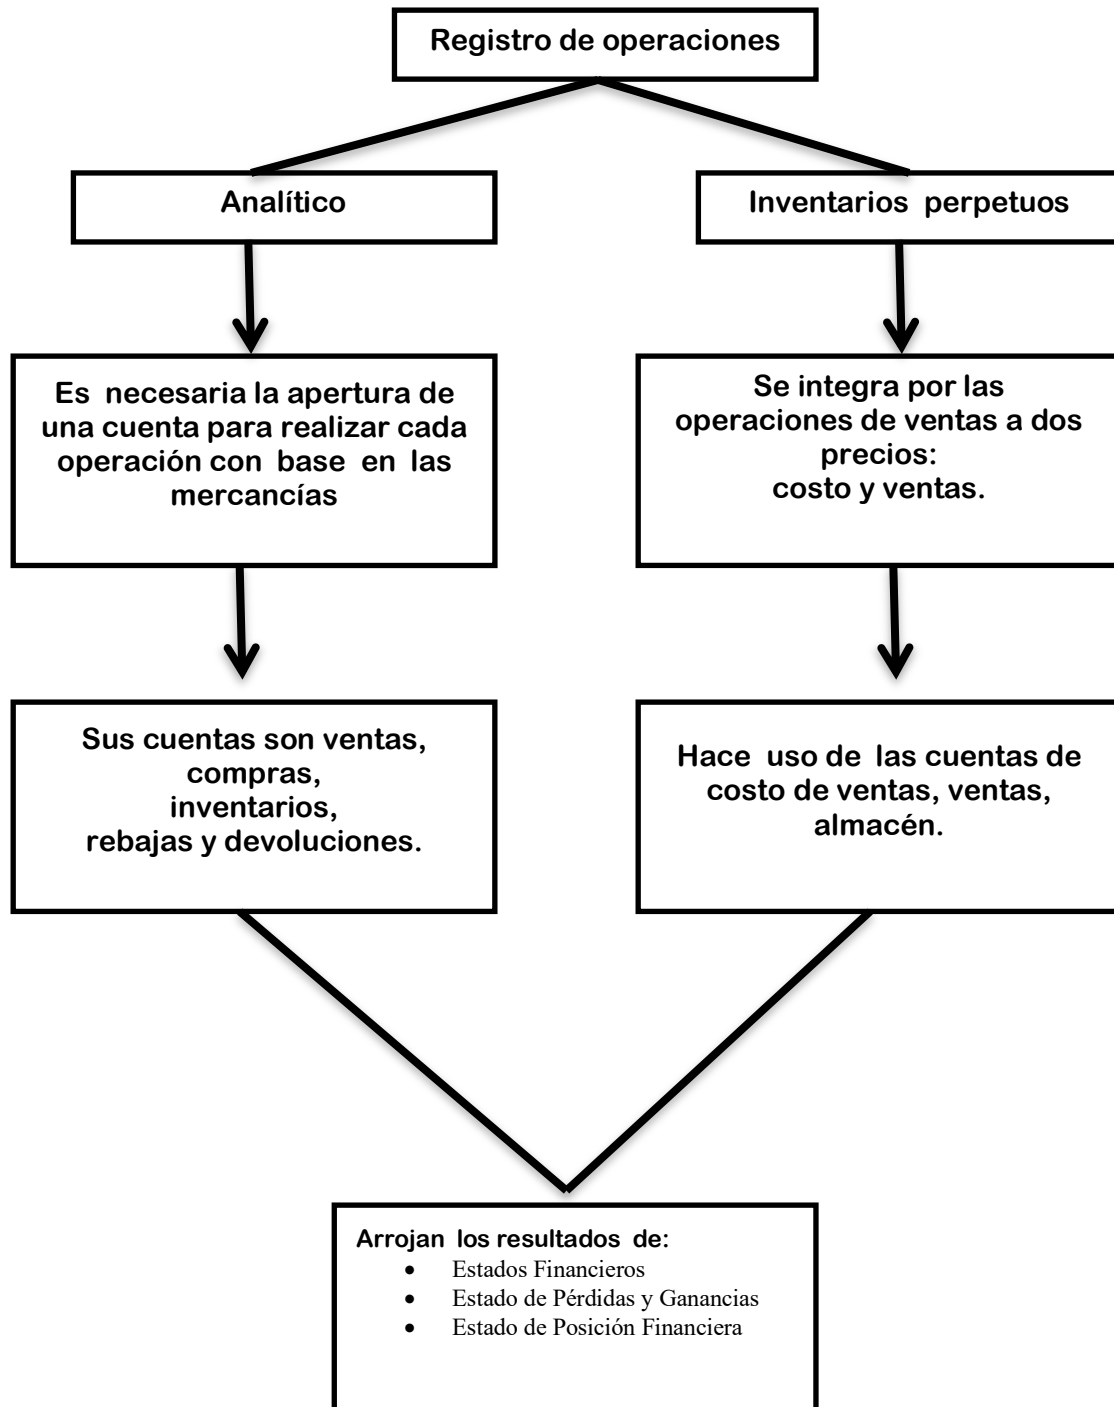 Registro de operaciones
Analítico
Inventarios perpetuos
Es necesaria la apertura de
una cuenta para realizar cada
operación con base en las
mercancías
Se integra por las
operaciones de ventas a dos
precios:
costo y ventas.
Sus cuentas son ventas,
compras,
inventarios,
rebajas y devoluciones.
Hace uso de las cuentas de
costo de ventas, ventas,
almacén.
Arrojan los resultados de:
• Estados Financieros
• Estado de Pérdidas y Ganancias
• Estado de Posición Financiera